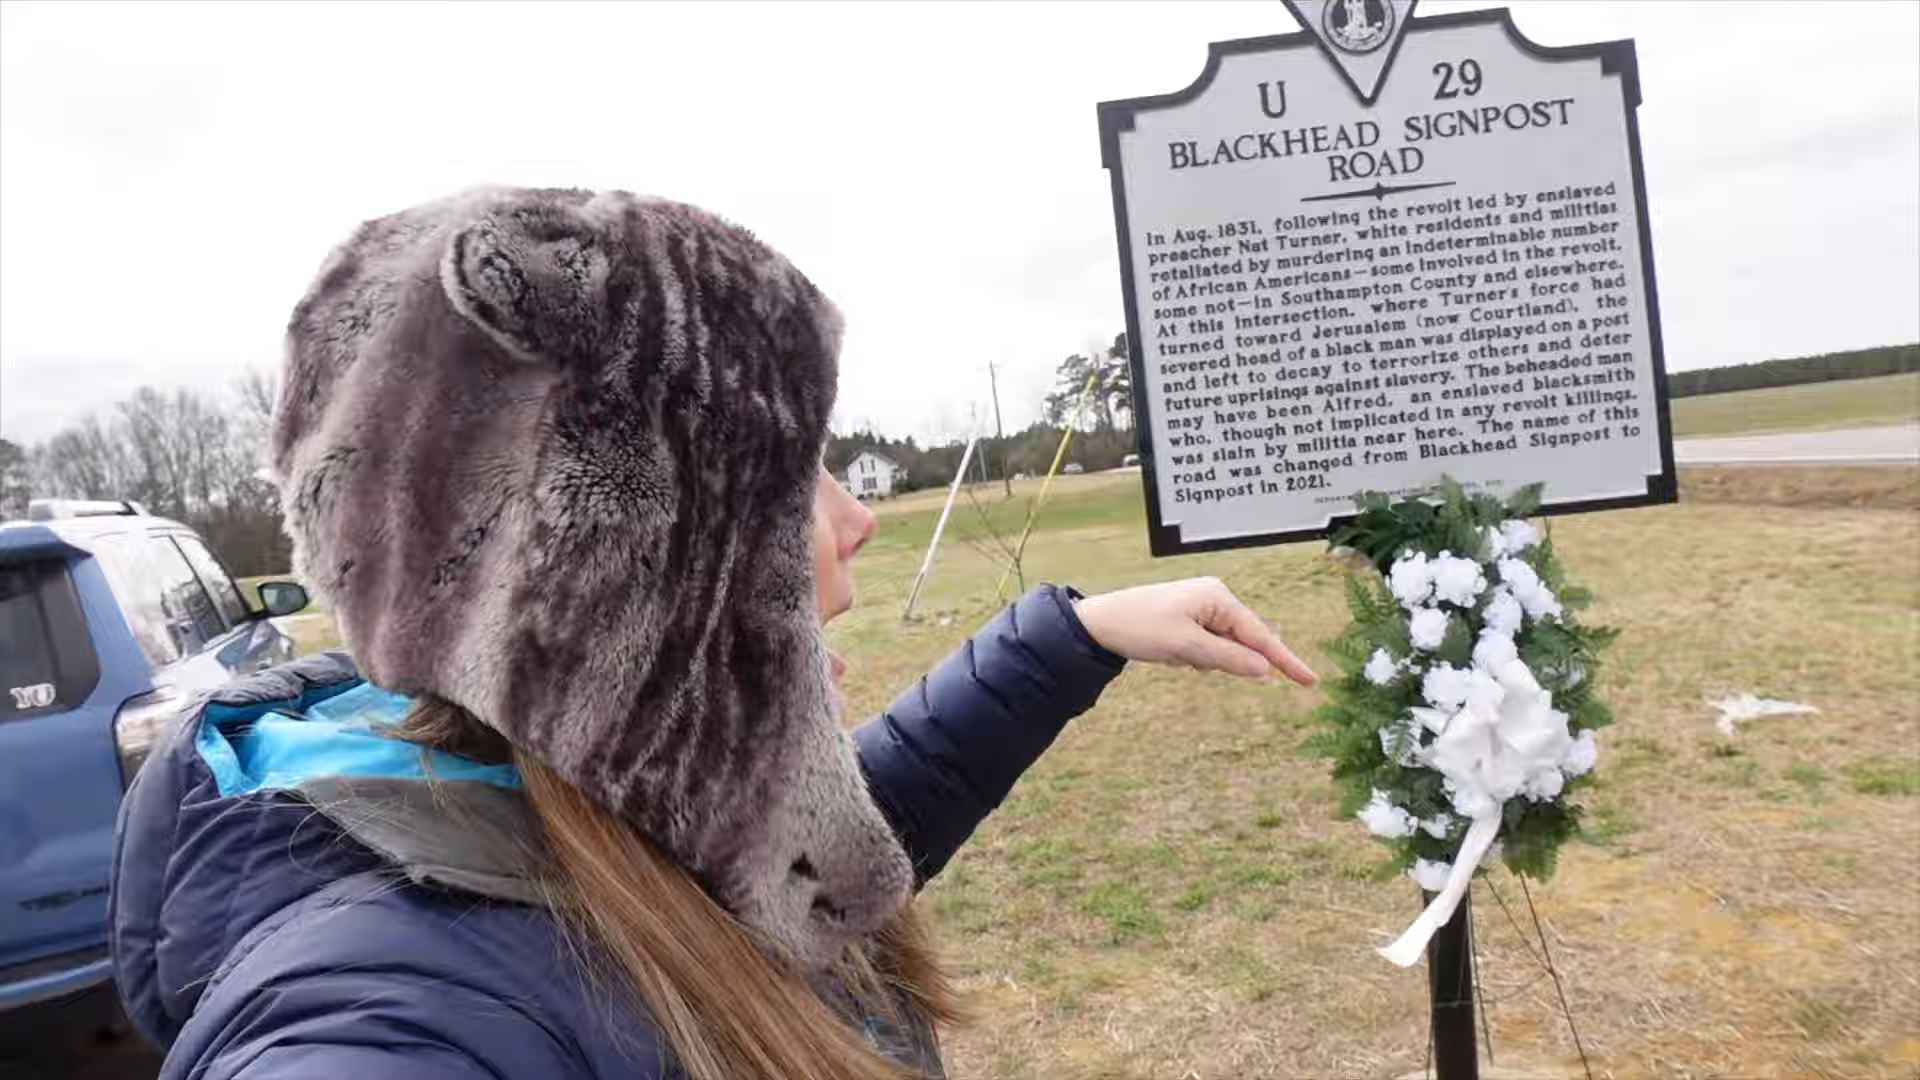 U 29
BLACKHEAD SIGNPOST
ROAD
In Aug. 1831, following the revolt led by enslaved
preacher Nat Turner, white residents and militias
retaliated by murdering an indeterminable number
of African Americans—some involved in the revolt,
some not—in Southampton County and elsewhere.
At this intersection, where Turner's force had
turned toward Jerusalem (now Courtland), the
severed head of a black man was displayed on a post
and left to decay to terrorize others and deter
future uprisings against slavery. The beheaded man
may have been Alfred, an enslaved blacksmith
who, though not implicated in any revolt killings,
was slain by militia near here. The name of this
road was changed from Blackhead Signpost to
Signpost in 2021.